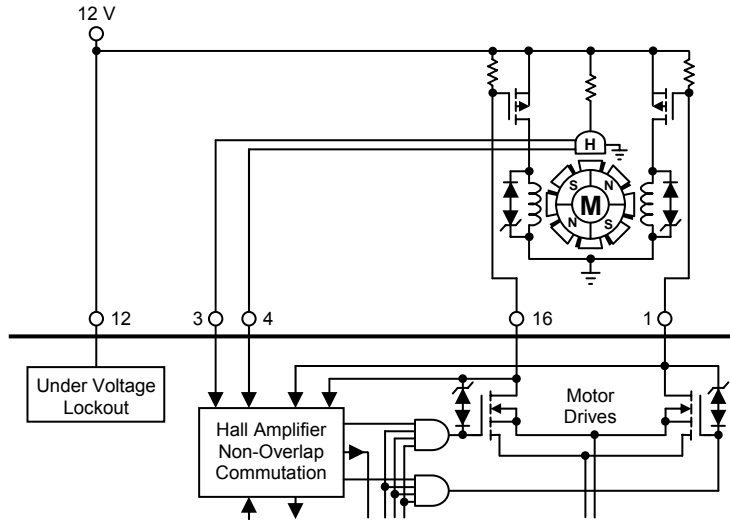 12 V
H
S N
M
N S
12
3
4
16
1
Under Voltage
Lockout
Hall Amplifier
Non-Overlap
Commutation
Motor
Drives